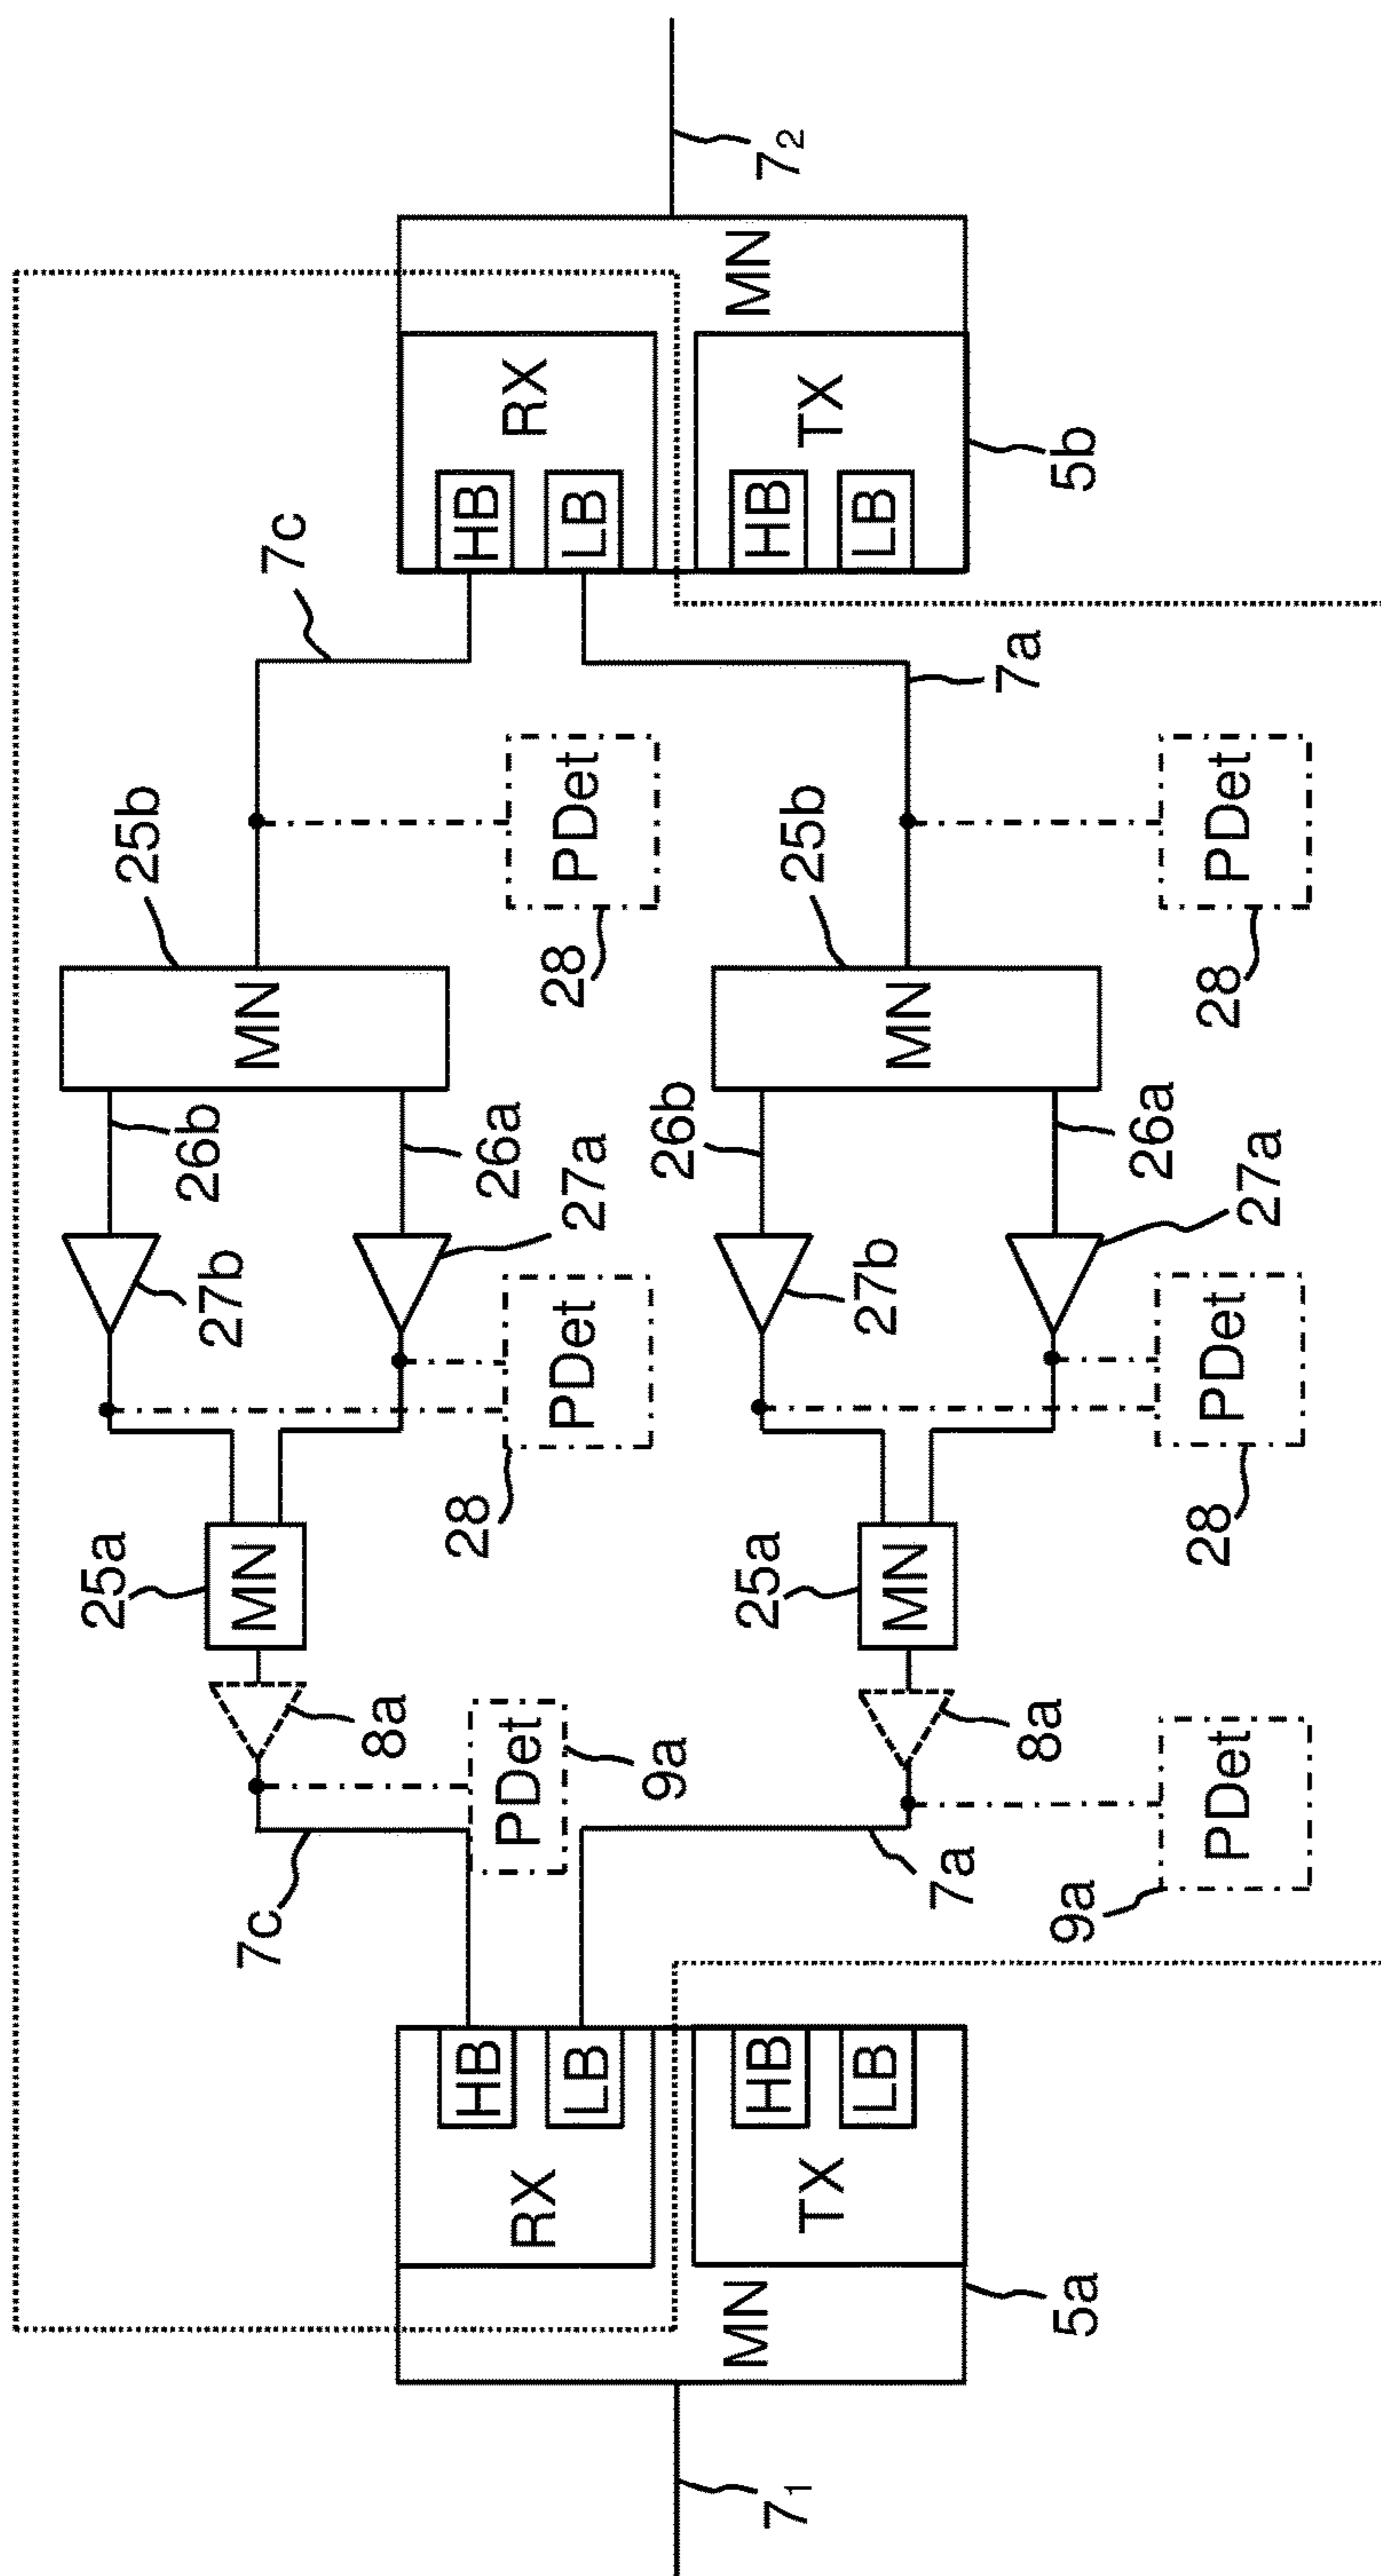 25a
25b
26b
27b
7c
MN
MN
7c
8a
HB
28
HB
26a
RX
PDet
RX
LB
PDet
27a
28
PDet
LB
9a
26b
MN
MN
25a
HB
HB
7₁
7₂
25b
TX
TX
LB
27b
LB
MN
MN
7a
7a
8a
5a
9a
5b
26a
28
28
PDet
PDet
PDet
27a